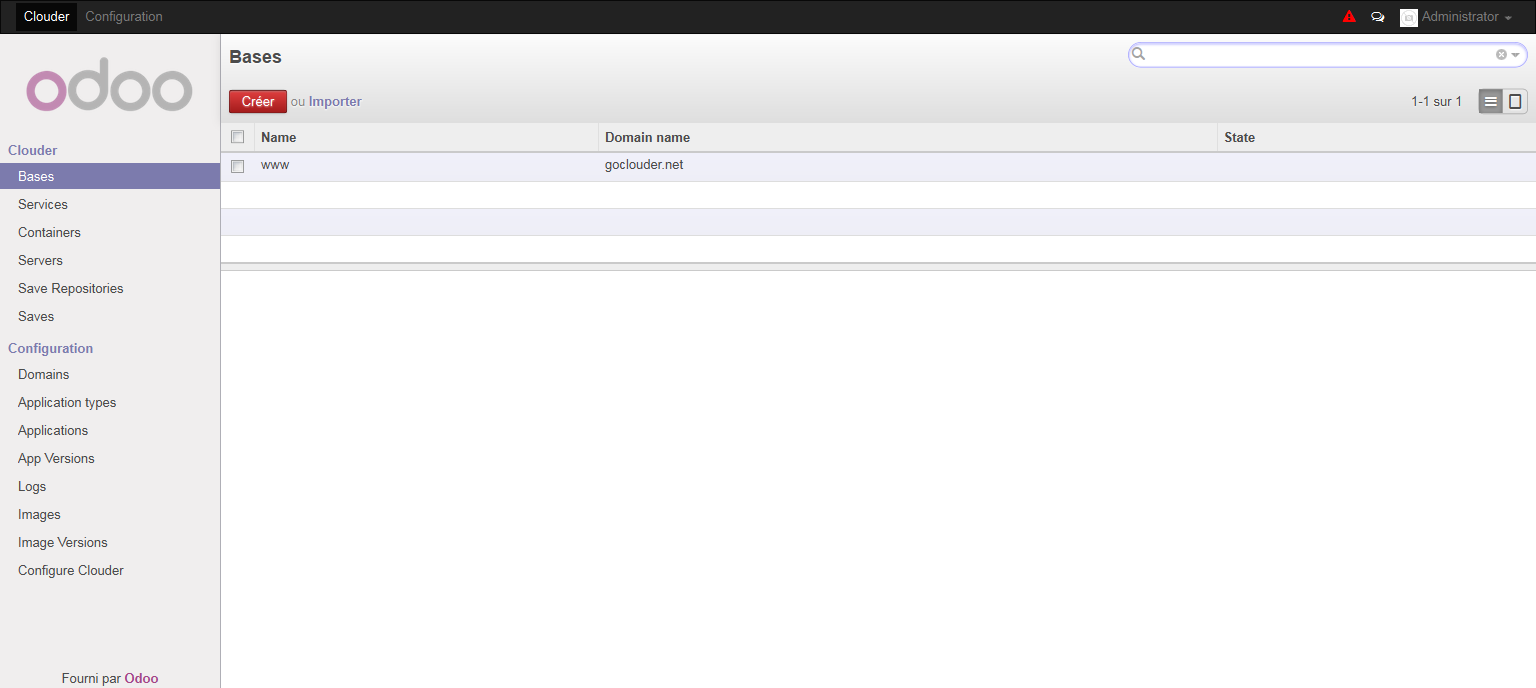 Clouder Configuration Administrator
odoo
Bases
Créer ou Importer 1-1 sur 1
Name Domain name State
www goclouder.net
Clouder
Bases
Services
Containers
Servers
Save Repositories
Saves
Configuration
Domains
Application types
Applications
App Versions
Logs
Images
Image Versions
Configure Clouder
Fourni par Odoo